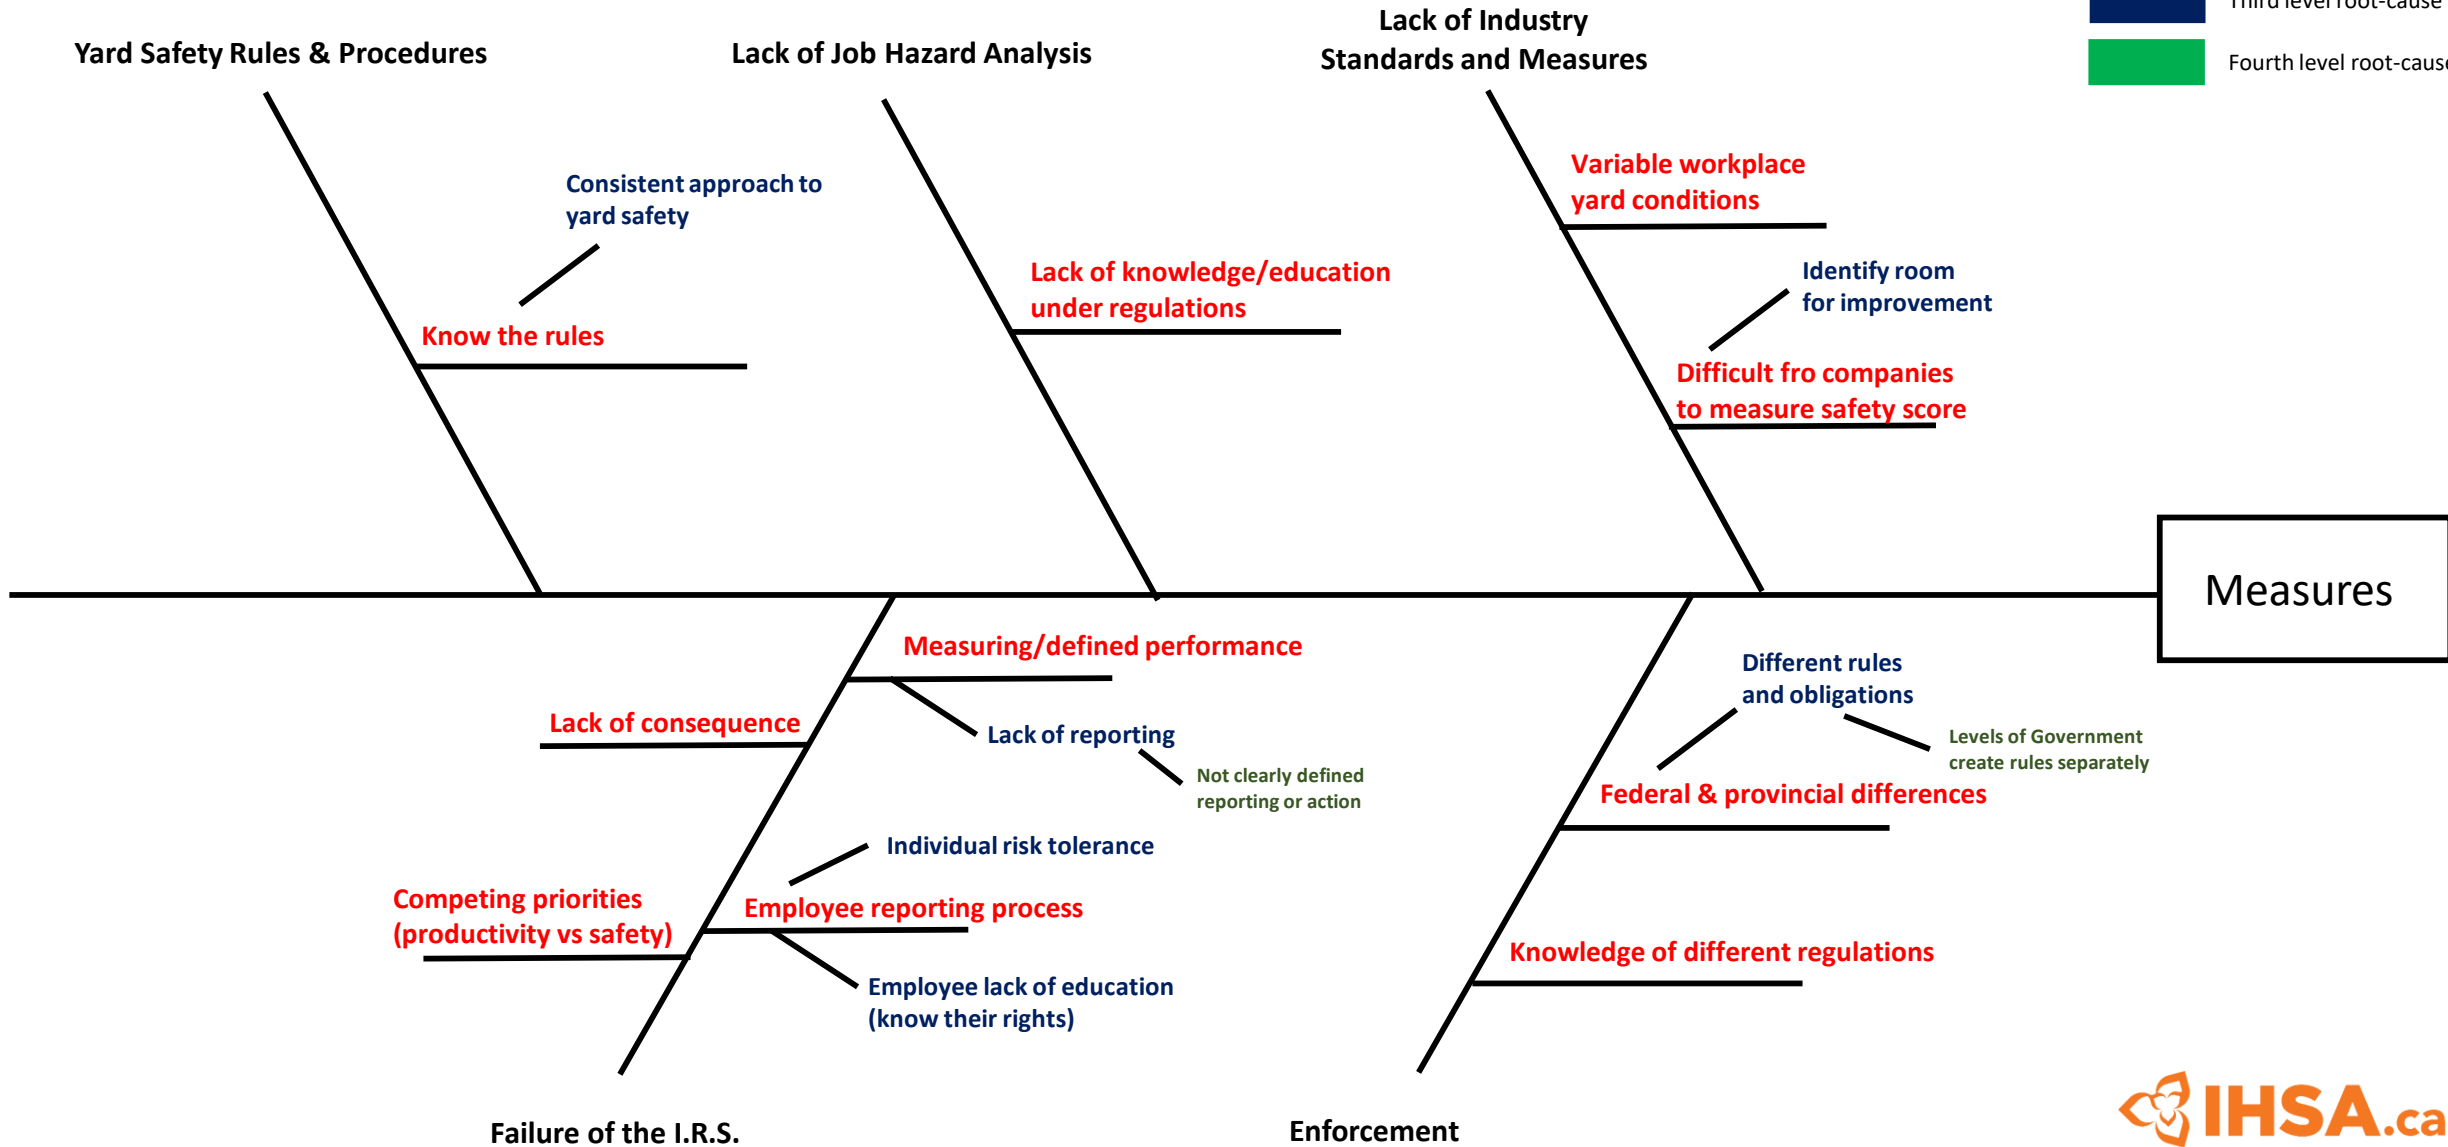 Third level root-cause
Fourth level root-cause
Lack of Industry
Standards and Measures
Yard Safety Rules & Procedures
Lack of Job Hazard Analysis
Variable workplace
yard conditions
Consistent approach to
yard safety
Lack of knowledge/education
under regulations
Identify room
for improvement
Know the rules
Difficult fro companies
to measure safety score
Measures
Measuring/defined performance
Different rules
and obligations
Lack of consequence
Lack of reporting
Levels of Government
create rules separately
Not clearly defined
reporting or action
Federal & provincial differences
Individual risk tolerance
Competing priorities
(productivity vs safety)
Employee reporting process
Knowledge of different regulations
Employee lack of education
(know their rights)
Failure of the I.R.S.
Enforcement
IHSA.ca